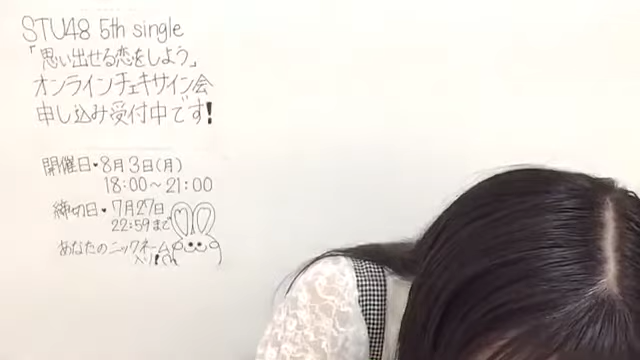 STU48 5th single
「思い出せる恋をしよう」
オンラインチェキサイン会
申し込み受付中です!
開催日♥8月3日(月)
18:00~21:00
締切日♥7月27日
22:59まで
あなたのニックネーム
入り!